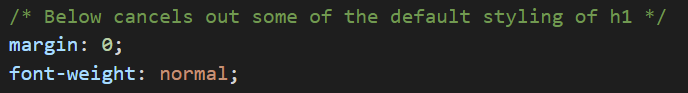 /* Below cancels out some of the default styling of h1 */
margin: 0;
font-weight: normal;